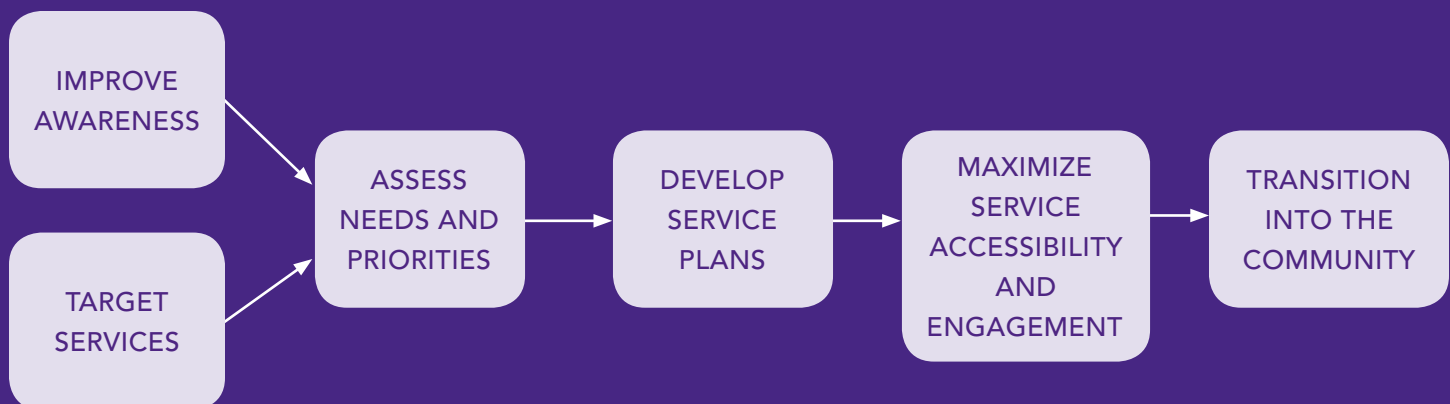 IMPROVE
AWARENESS
TARGET
SERVICES
ASSESS
NEEDS AND
PRIORITIES
DEVELOP
SERVICE
PLANS
MAXIMIZE
SERVICE
ACCESSIBILITY
AND
ENGAGEMENT
TRANSITION
INTO THE
COMMUNITY